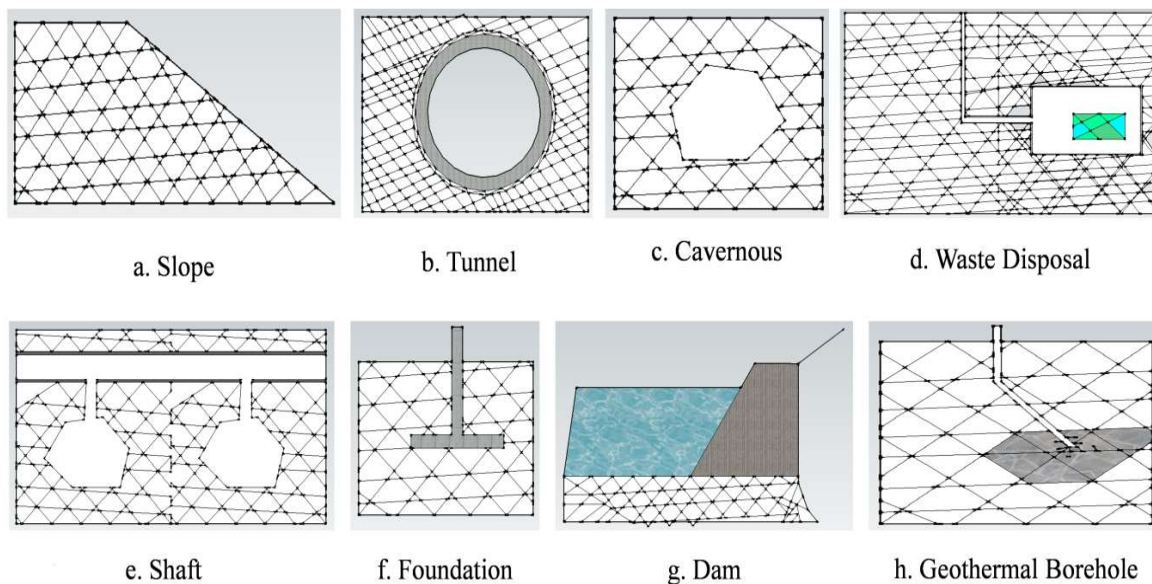 a. Slope
b. Tunnel
c. Cavernous
d. Waste Disposal
e. Shaft
f. Foundation
g. Dam
h. Geothermal Borehole